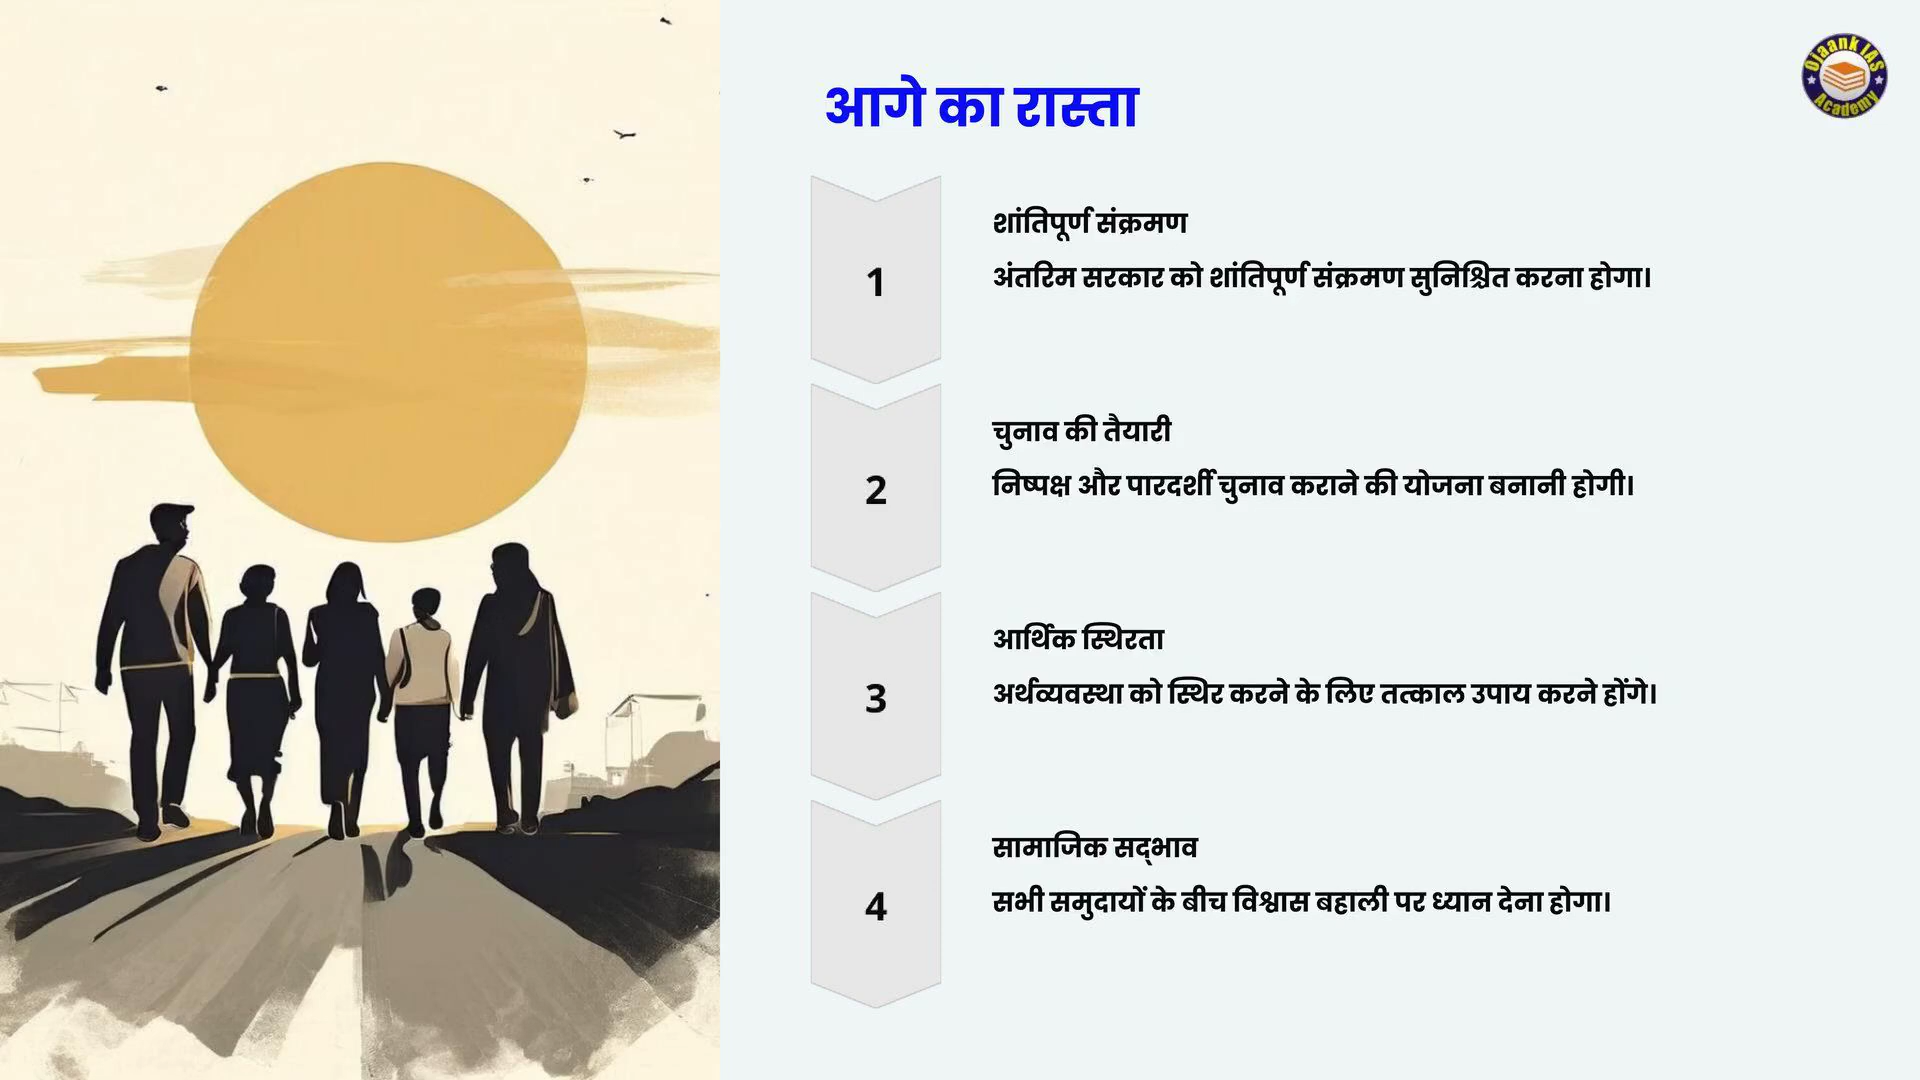 आगे का रास्ता
Ojaank IAS
Academy
1
शांतिपूर्ण संक्रमण
अंतरिम सरकार को शांतिपूर्ण संक्रमण सुनिश्चित करना होगा।
2
चुनाव की तैयारी
निष्पक्ष और पारदर्शी चुनाव कराने की योजना बनानी होगी।
3
आर्थिक स्थिरता
अर्थव्यवस्था को स्थिर करने के लिए तत्काल उपाय करने होंगे।
4
सामाजिक सद्भाव
सभी समुदायों के बीच विश्वास बहाली पर ध्यान देना होगा।